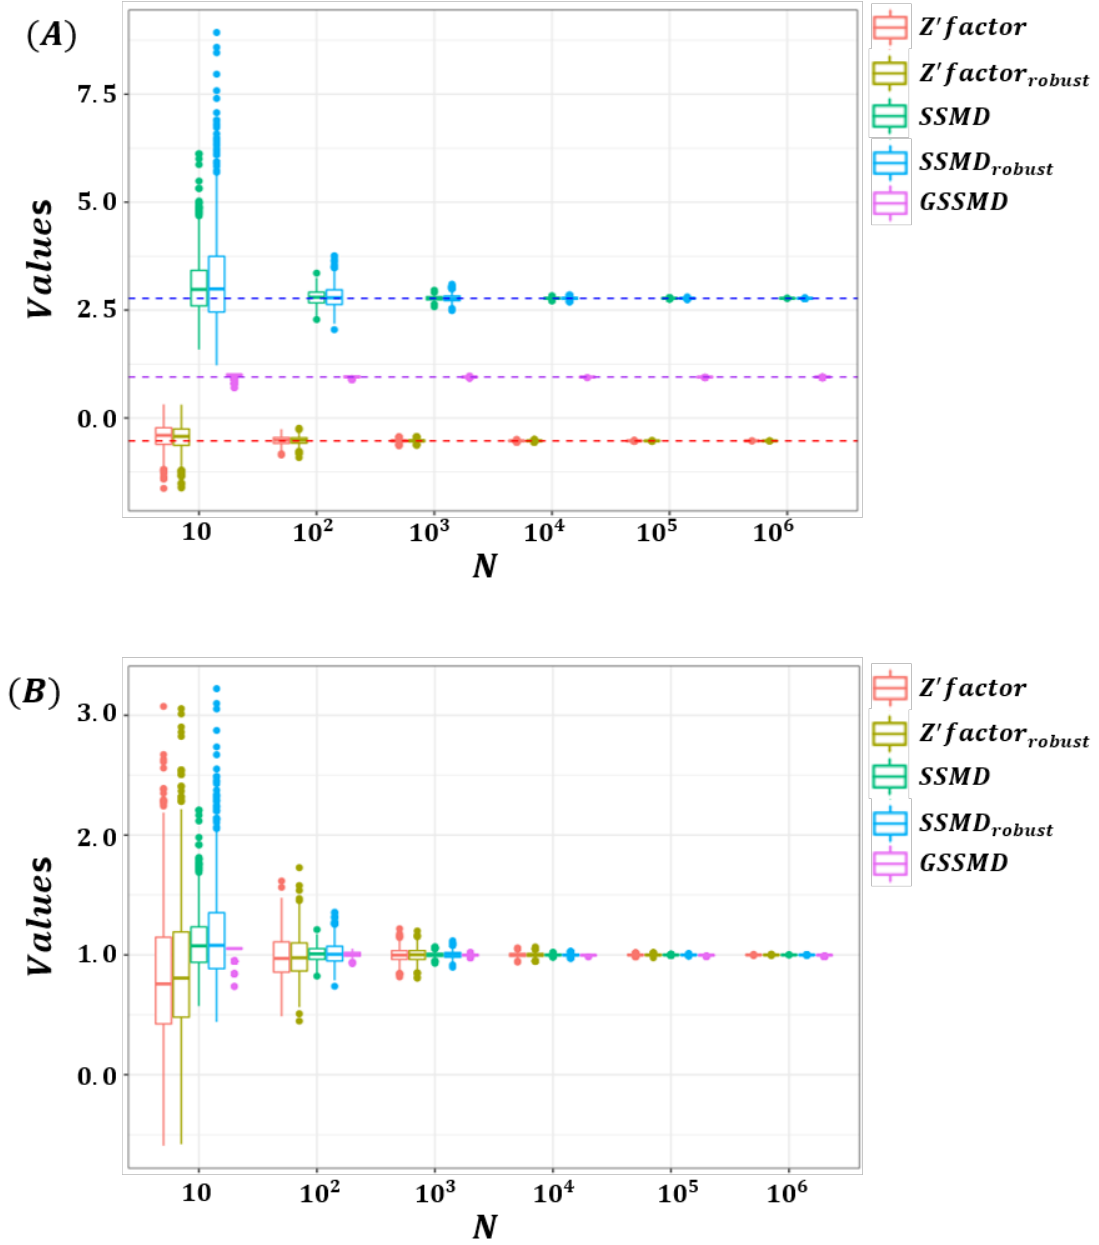 (A)
Z'factor
Z'factor_robust
SSMD
SSMD_robust
GSSMD
Values
7.5
5.0
2.5
0.0
10 10² 10³ 10⁴ 10⁵ 10⁶
N
(B)
Z'factor
Z'factor_robust
SSMD
SSMD_robust
GSSMD
Values
3.0
2.0
1.0
0.0
10 10² 10³ 10⁴ 10⁵ 10⁶
N